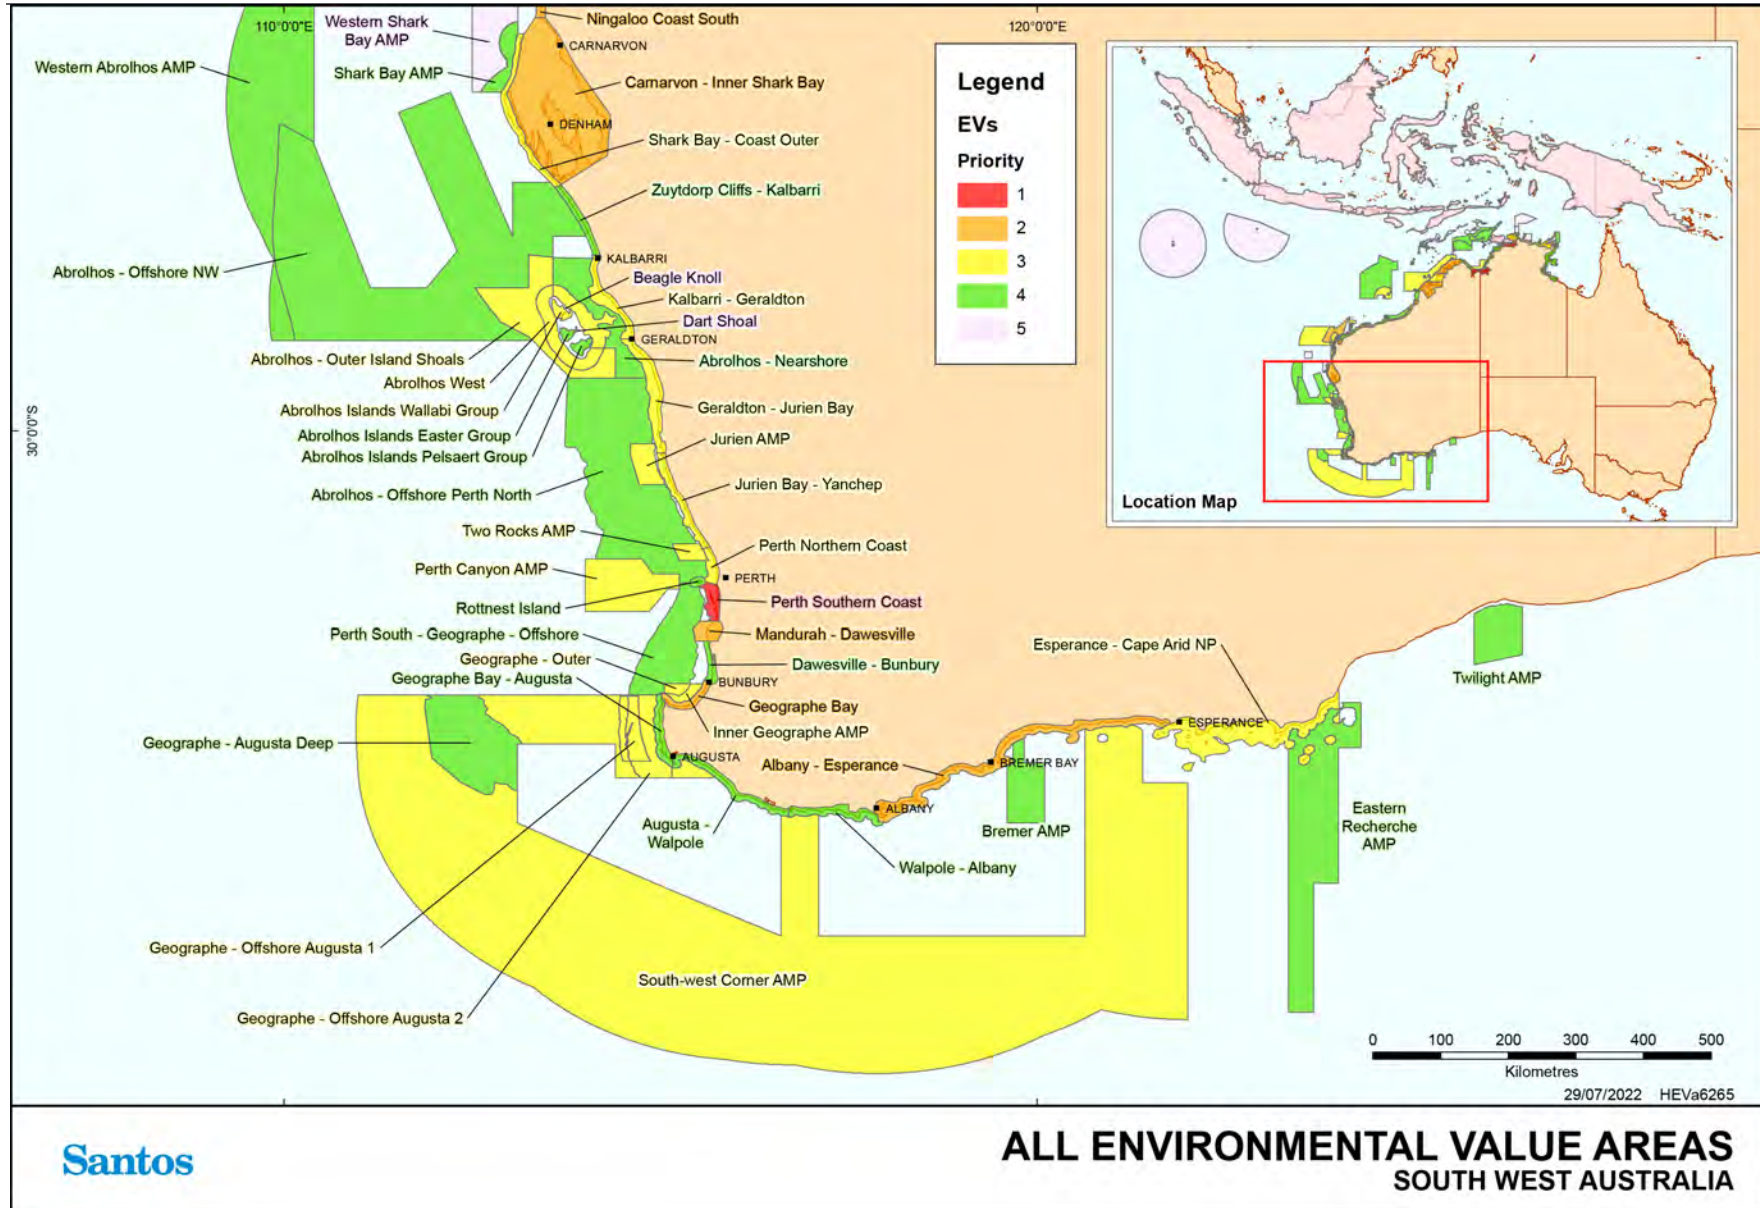 110°0'0"E
120°0'0"E
30°0'0"S
Western Shark
Bay AMP
Ningaloo Coast South
CARNARVON
Western Abrolhos AMP
Shark Bay AMP
Carnarvon - Inner Shark Bay
DENHAM
Shark Bay - Coast Outer
Zuytdorp Cliffs - Kalbarri
Abrolhos - Offshore NW
KALBARRI
Beagle Knoll
Kalbarri - Geraldton
Dart Shoal
GERALDTON
Abrolhos - Outer Island Shoals
Abrolhos - Nearshore
Abrolhos West
Abrolhos Islands Wallabi Group
Geraldton - Jurien Bay
Abrolhos Islands Easter Group
Jurien AMP
Abrolhos Islands Pelsaert Group
Abrolhos - Offshore Perth North
Jurien Bay - Yanchep
Two Rocks AMP
Perth Northern Coast
Perth Canyon AMP
PERTH
Rottnest Island
Perth Southern Coast
Perth South - Geographe - Offshore
Mandurah - Dawesville
Geographe - Outer
Dawesville - Bunbury
Geographe Bay - Augusta
BUNBURY
Geographe Bay
Inner Geographe AMP
Geographe - Augusta Deep
AUGUSTA
Albany - Esperance
Esperance - Cape Arid NP
ESPERANCE
BREMER BAY
ALBANY
Twilight AMP
Augusta -
Walpole
Bremer AMP
Walpole - Albany
Eastern
Recherche
AMP
Geographe - Offshore Augusta 1
South-west Corner AMP
Geographe - Offshore Augusta 2
Legend
EVs
Priority
1
2
3
4
5
Location Map
0 100 200 300 400 500
Kilometres
29/07/2022 HEVa6265
Santos
ALL ENVIRONMENTAL VALUE AREAS
SOUTH WEST AUSTRALIA